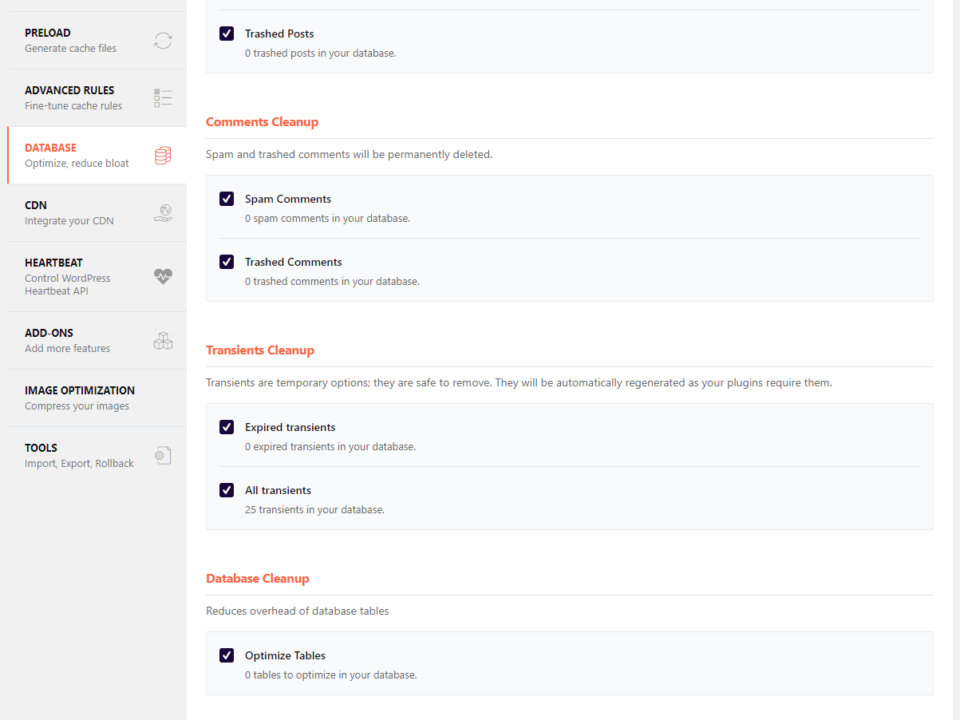 PRELOAD
Generate cache files
ADVANCED RULES
Fine-tune cache rules
DATABASE
Optimize, reduce bloat
CDN
Integrate your CDN
HEARTBEAT
Control WordPress
Heartbeat API
ADD-ONS
Add more features
IMAGE OPTIMIZATION
Compress your images
TOOLS
Import, Export, Rollback
Trashed Posts
0 trashed posts in your database.
Comments Cleanup
Spam and trashed comments will be permanently deleted.
Spam Comments
0 spam comments in your database.
Trashed Comments
0 trashed comments in your database.
Transients Cleanup
Transients are temporary options; they are safe to remove. They will be automatically regenerated as your plugins require them.
Expired transients
0 expired transients in your database.
All transients
25 transients in your database.
Database Cleanup
Reduces overhead of database tables
Optimize Tables
0 tables to optimize in your database.